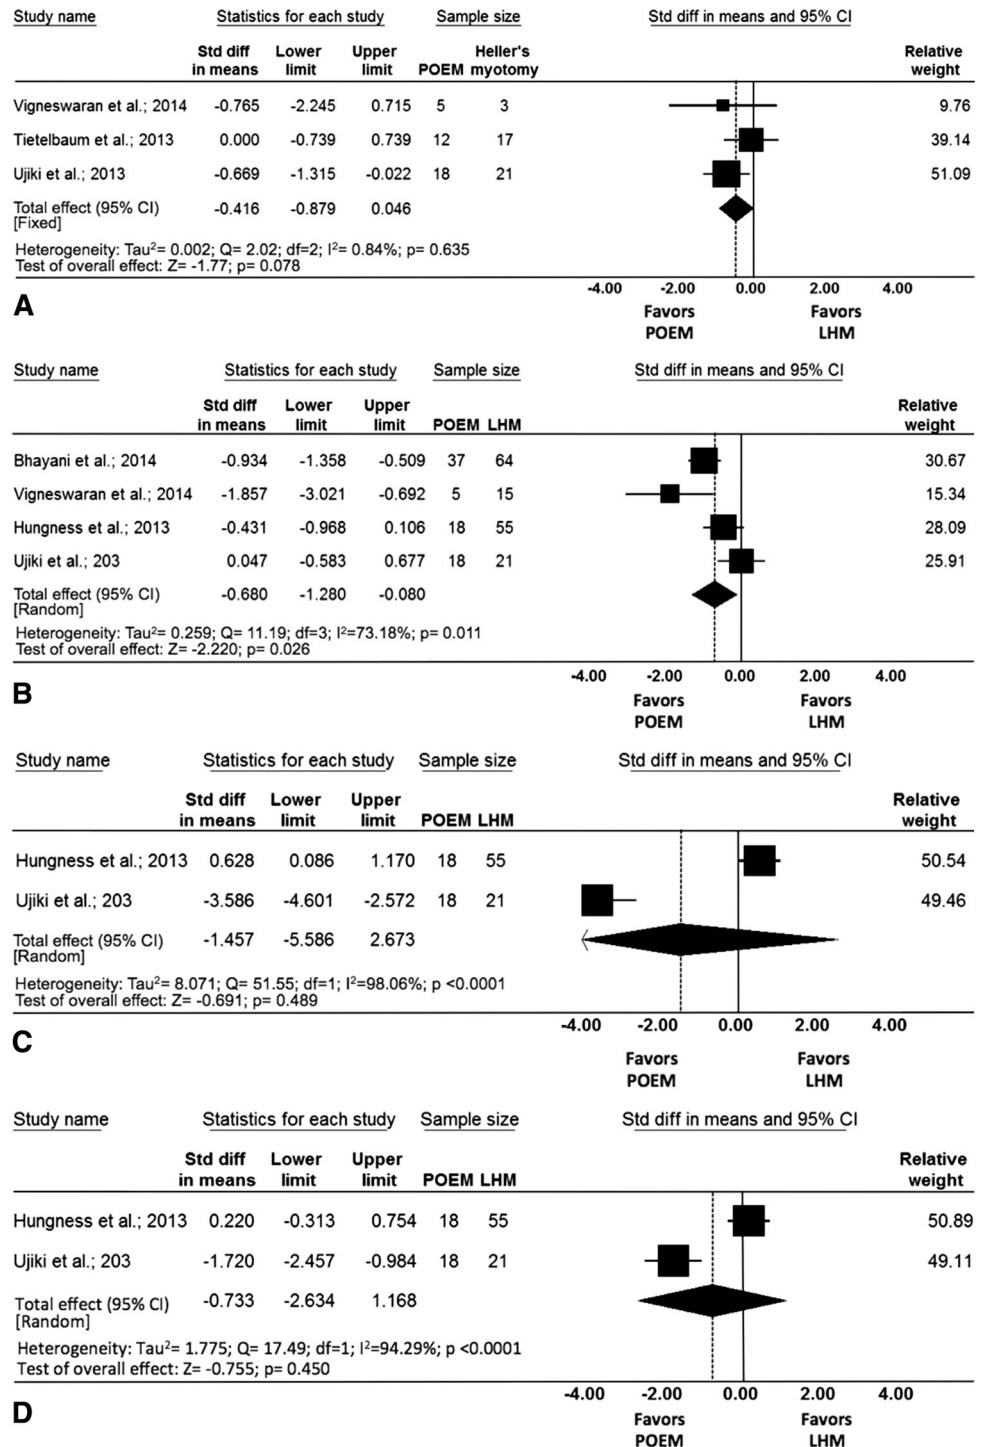 Study name Statistics for each study Sample size Std diff in means and 95% CI
Std diff in means Lower limit Upper limit POEM Heller's myotomy Relative weight
Vigneswaran et al.; 2014 -0.765 -2.245 0.715 5 3 9.76
Tietelbaum et al.; 2013 0.000 -0.739 0.739 12 17 39.14
Ujiki et al.; 2013 -0.669 -1.315 -0.022 18 21 51.09
Total effect (95% CI) -0.416 -0.879 0.046
[Fixed]
Heterogeneity: Tau²= 0.002; Q= 2.02; df=2; I²= 0.84%; p= 0.635
Test of overall effect: Z= -1.77; p= 0.078
-4.00 -2.00 0.00 2.00 4.00
Favors POEM Favors LHM
A
Study name Statistics for each study Sample size Std diff in means and 95% CI
Std diff in means Lower limit Upper limit POEM LHM Relative weight
Bhayani et al.; 2014 -0.934 -1.358 -0.509 37 64 30.67
Vigneswaran et al.; 2014 -1.857 -3.021 -0.692 5 15 15.34
Hungness et al.; 2013 -0.431 -0.968 0.106 18 55 28.09
Ujiki et al.; 203 0.047 -0.583 0.677 18 21 25.91
Total effect (95% CI) -0.680 -1.280 -0.080
[Random]
Heterogeneity: Tau²= 0.259; Q= 11.19; df=3; I²=73.18%; p= 0.011
Test of overall effect: Z= -2.220; p= 0.026
-4.00 -2.00 0.00 2.00 4.00
Favors POEM Favors LHM
B
Study name Statistics for each study Sample size Std diff in means and 95% CI
Std diff in means Lower limit Upper limit POEM LHM Relative weight
Hungness et al.; 2013 0.628 0.086 1.170 18 55 50.54
Ujiki et al.; 203 -3.586 -4.601 -2.572 18 21 49.46
Total effect (95% CI) -1.457 -5.586 2.673
[Random]
Heterogeneity: Tau²= 8.071; Q= 51.55; df=1; I²=98.06%; p <0.0001
Test of overall effect: Z= -0.691; p= 0.489
-4.00 -2.00 0.00 2.00 4.00
Favors POEM Favors LHM
C
Study name Statistics for each study Sample size Std diff in means and 95% CI
Std diff in means Lower limit Upper limit POEM LHM Relative weight
Hungness et al.; 2013 0.220 -0.313 0.754 18 55 50.89
Ujiki et al.; 203 -1.720 -2.457 -0.984 18 21 49.11
Total effect (95% CI) -0.733 -2.634 1.168
[Random]
Heterogeneity: Tau²= 1.775; Q= 17.49; df=1; I²=94.29%; p <0.0001
Test of overall effect: Z= -0.755; p= 0.450
-4.00 -2.00 0.00 2.00 4.00
Favors POEM Favors LHM
D